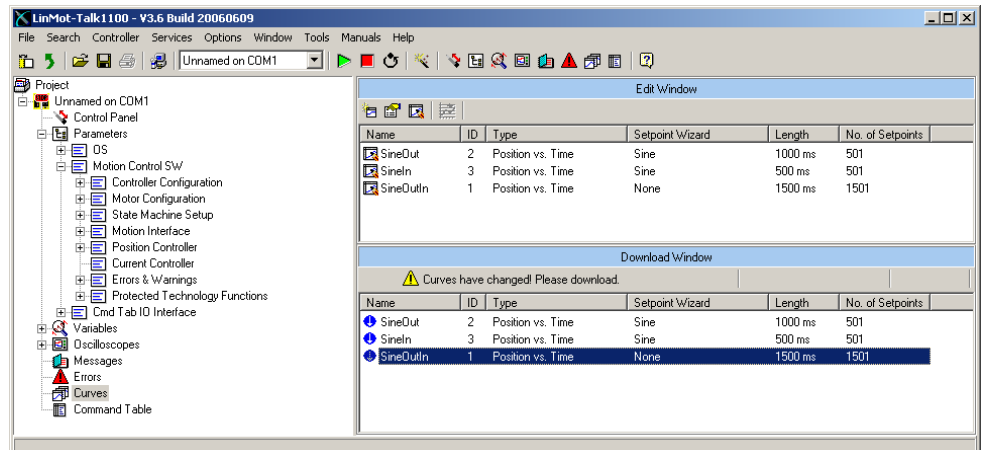 LinMot-Talk1100 - V3.6 Build 20060609
File Search Controller Services Options Window Tools Manuals Help
Unnamed on COM1
Project
Unnamed on COM1
Control Panel
Parameters
OS
Motion Control SW
Controller Configuration
Motor Configuration
State Machine Setup
Motion Interface
Position Controller
Current Controller
Errors & Warnings
Protected Technology Functions
Cmd Tab IO Interface
Variables
Oscilloscopes
Messages
Errors
Curves
Command Table
Edit Window
Name ID Type Setpoint Wizard Length No. of Setpoints
SineOut 2 Position vs. Time Sine 1000 ms 501
SineIn 3 Position vs. Time Sine 500 ms 501
SineOutIn 1 Position vs. Time None 1500 ms 1501
Download Window
Curves have changed! Please download.
Name ID Type Setpoint Wizard Length No. of Setpoints
SineOut 2 Position vs. Time Sine 1000 ms 501
SineIn 3 Position vs. Time Sine 500 ms 501
SineOutIn 1 Position vs. Time None 1500 ms 1501